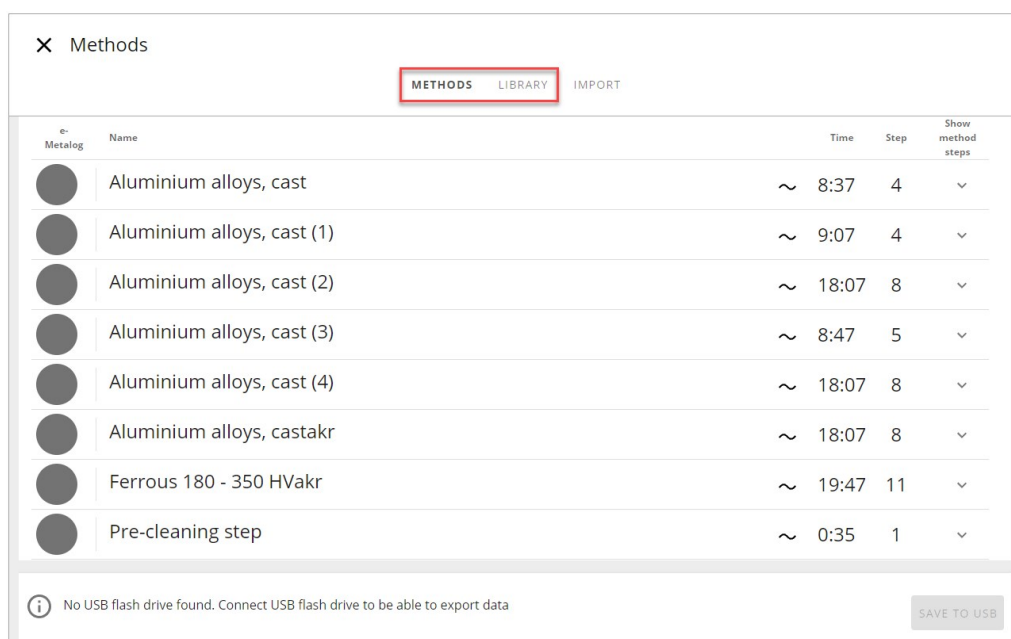 Methods
METHODS LIBRARY IMPORT
e-
Metalog
Name
Time
Step
Show
method
steps
Aluminium alloys, cast ~ 8:37 4
Aluminium alloys, cast (1) ~ 9:07 4
Aluminium alloys, cast (2) ~ 18:07 8
Aluminium alloys, cast (3) ~ 8:47 5
Aluminium alloys, cast (4) ~ 18:07 8
Aluminium alloys, castakr ~ 18:07 8
Ferrous 180 - 350 HVakr ~ 19:47 11
Pre-cleaning step ~ 0:35 1
No USB flash drive found. Connect USB flash drive to be able to export data
SAVE TO USB